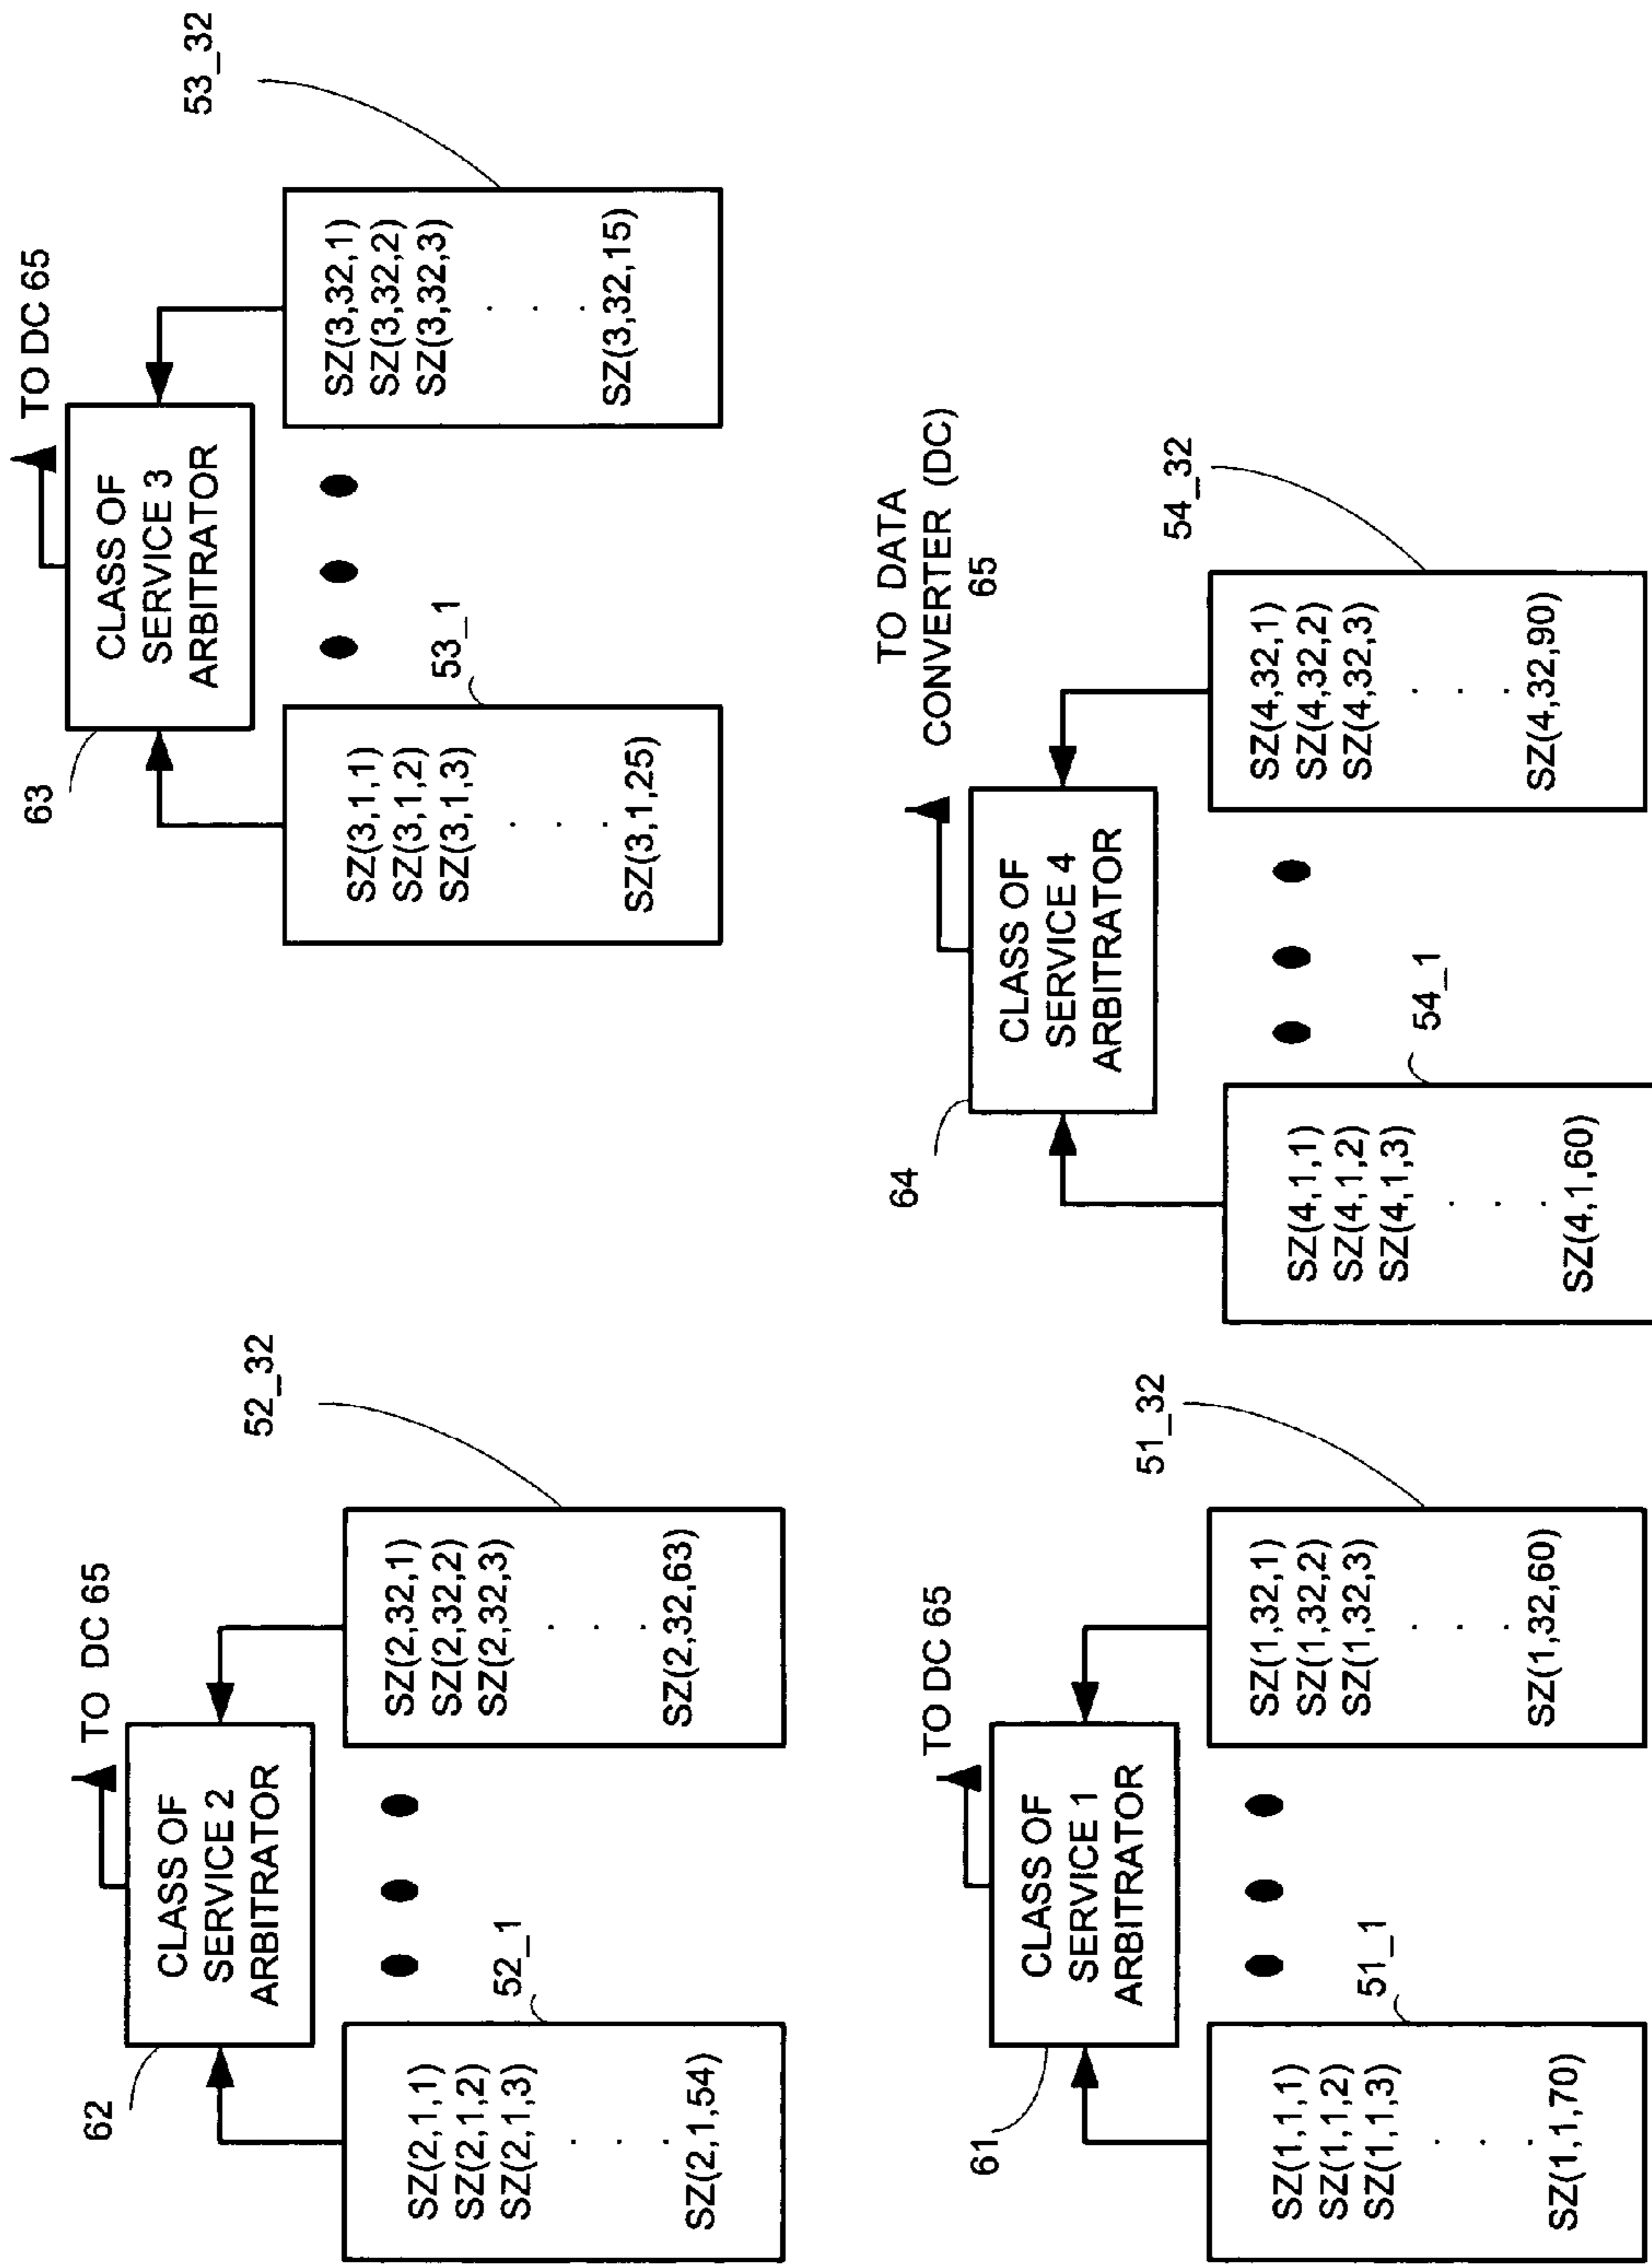 TO DC 65
62
CLASS OF
SERVICE 2
ARBITRATOR
52_32
52_1
SZ(2,1,1)
SZ(2,1,2)
SZ(2,1,3)
.
.
.
SZ(2,1,54)
SZ(2,32,1)
SZ(2,32,2)
SZ(2,32,3)
.
.
.
SZ(2,32,63)
TO DC 65
63
CLASS OF
SERVICE 3
ARBITRATOR
53_32
53_1
SZ(3,1,1)
SZ(3,1,2)
SZ(3,1,3)
.
.
.
SZ(3,1,25)
SZ(3,32,1)
SZ(3,32,2)
SZ(3,32,3)
.
.
.
SZ(3,32,15)
TO DC 65
61
CLASS OF
SERVICE 1
ARBITRATOR
51_32
51_1
SZ(1,1,1)
SZ(1,1,2)
SZ(1,1,3)
.
.
.
SZ(1,1,70)
SZ(1,32,1)
SZ(1,32,2)
SZ(1,32,3)
.
.
.
SZ(1,32,60)
TO DATA
CONVERTER (DC)
65
64
CLASS OF
SERVICE 4
ARBITRATOR
54_32
54_1
SZ(4,1,1)
SZ(4,1,2)
SZ(4,1,3)
.
.
.
SZ(4,1,60)
SZ(4,32,1)
SZ(4,32,2)
SZ(4,32,3)
.
.
.
SZ(4,32,90)